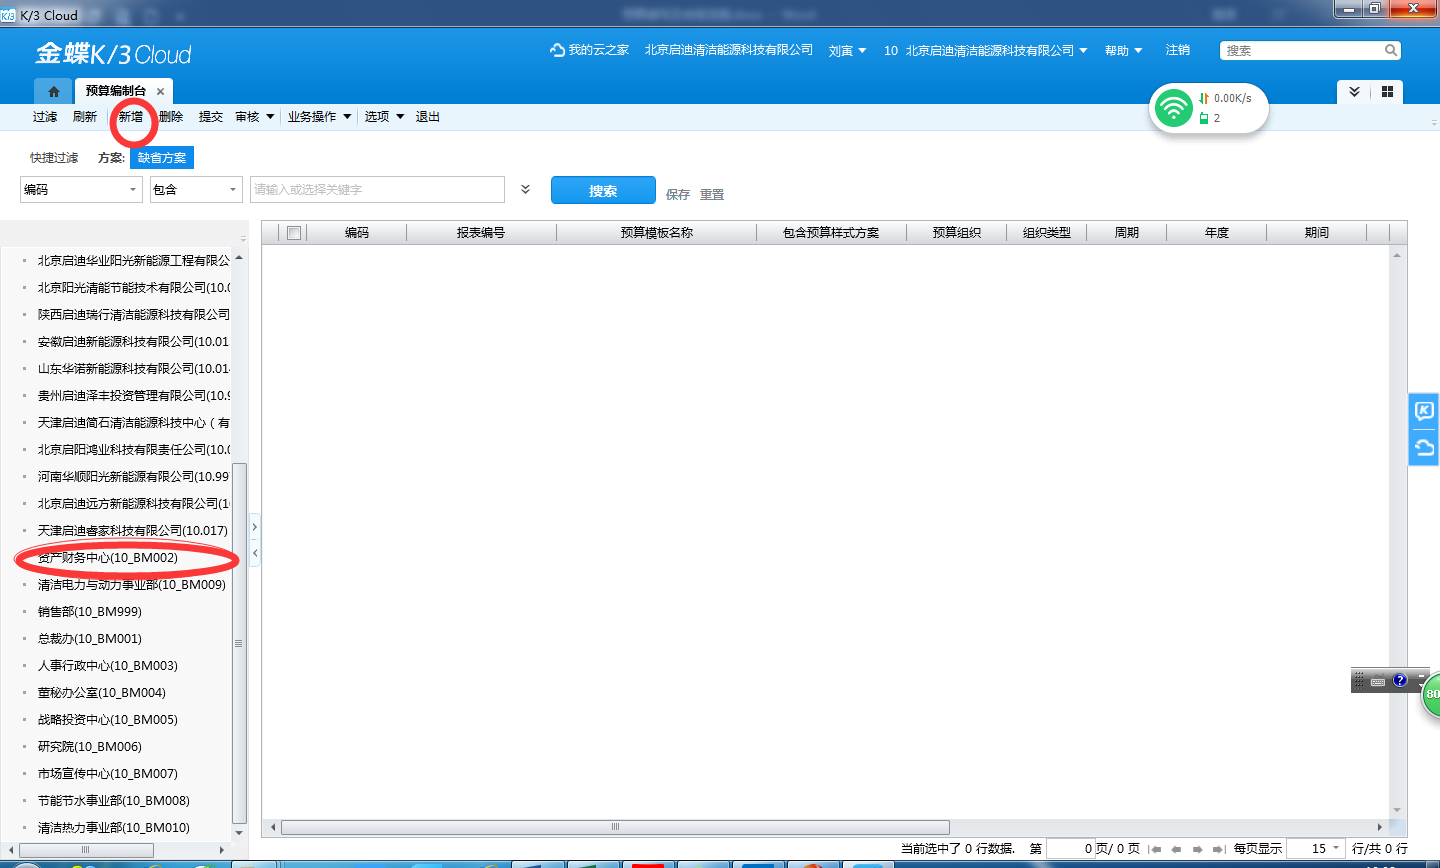 K/3 Cloud
金蝶K/3 Cloud
我的云之家 北京启迪清洁能源科技有限公司 刘寅 10 北京启迪清洁能源科技有限公司 帮助 注销 搜索
预算编制台 ×
0.00K/s
2
过滤 刷新 新增 删除 提交 审核 业务操作 选项 退出
快捷过滤 方案: 缺省方案
编码 包含 请输入或选择关键字 搜索 保存 重置
编码 报表编号 预算模板名称 包含预算样式方案 预算组织 组织类型 周期 年度 期间
北京启迪华业阳光新能源工程有限公
北京阳光清能节能技术有限公司(10.0
陕西启迪瑞行清洁能源科技有限公司
安徽启迪新能源科技有限公司(10.01
山东华诺新能源科技有限公司(10.014
贵州启迪泽丰投资管理有限公司(10.9
天津启迪简石清洁能源科技中心（有
北京启阳鸿业科技有限责任公司(10.0
河南华顺阳光新能源有限公司(10.997
北京启迪远方新能源科技有限公司(10
天津启迪睿家科技有限公司(10.017)
资产财务中心(10_BM002)
清洁电力与动力事业部(10_BM009)
销售部(10_BM999)
总裁办(10_BM001)
人事行政中心(10_BM003)
董秘办公室(10_BM004)
战略投资中心(10_BM005)
研究院(10_BM006)
市场宣传中心(10_BM007)
节能节水事业部(10_BM008)
清洁热力事业部(10_BM010)
80
当前选中了 0 行数据. 第 0 页/ 0 页 每页显示 15 行/共 0 行